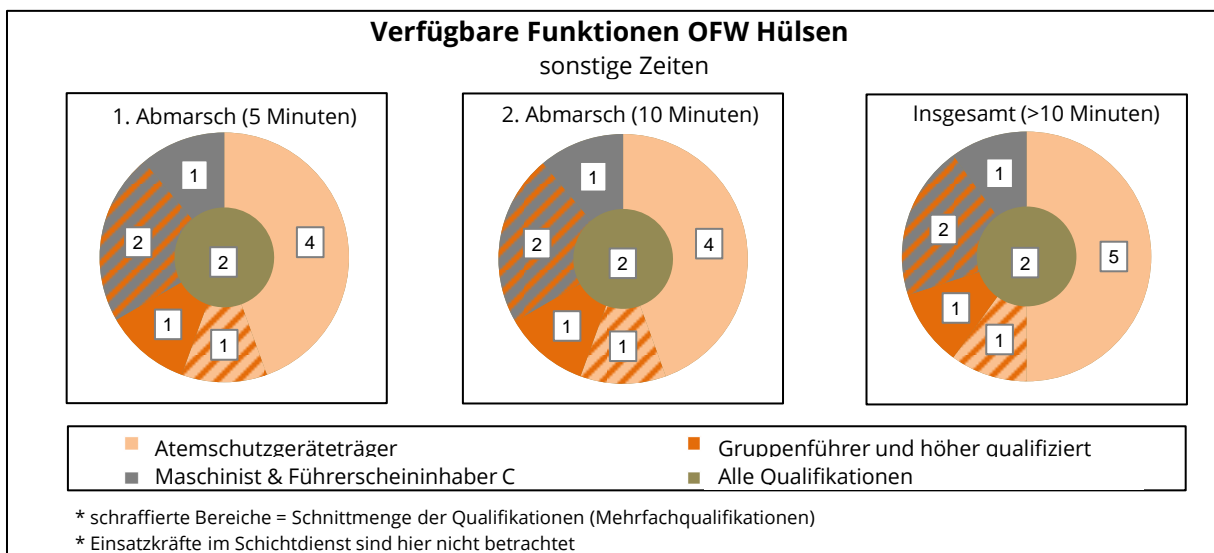 Verfügbare Funktionen OFW Hülsen
sonstige Zeiten
1. Abmarsch (5 Minuten)
1
4
2
2
1
1
2. Abmarsch (10 Minuten)
1
4
2
2
1
1
Insgesamt (>10 Minuten)
1
2
5
2
1
1
Atemschutzgeräteträger
Gruppenführer und höher qualifiziert
Maschinist & Führerscheininhaber C
Alle Qualifikationen
* schraffierte Bereiche = Schnittmenge der Qualifikationen (Mehrfachqualifikationen)
* Einsatzkräfte im Schichtdienst sind hier nicht betrachtet